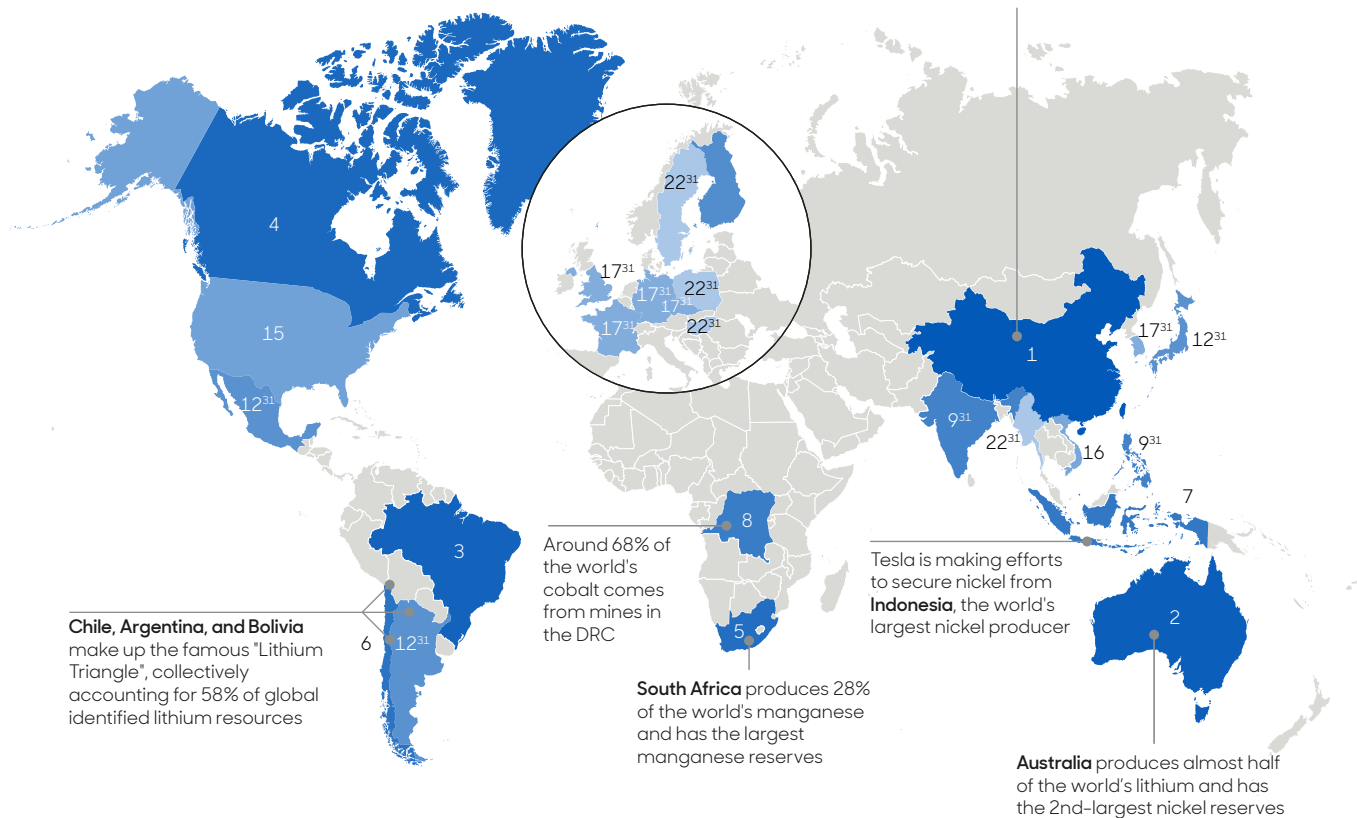 22³¹
4
17³¹
17³¹
22³¹
17³¹
15
17³¹
22³¹
1
17³¹
12³¹
12³¹
9³¹
22³¹
16
9³¹
7
3
8
Around 68% of
the world's
cobalt comes
from mines in
the DRC
Tesla is making efforts
to secure nickel from
Indonesia, the world's
largest nickel producer
Chile, Argentina, and Bolivia
make up the famous "Lithium
Triangle", collectively
accounting for 58% of global
identified lithium resources
6
12³¹
5
2
South Africa produces 28%
of the world's manganese
and has the largest
manganese reserves
Australia produces almost half
of the world’s lithium and has
the 2nd-largest nickel reserves